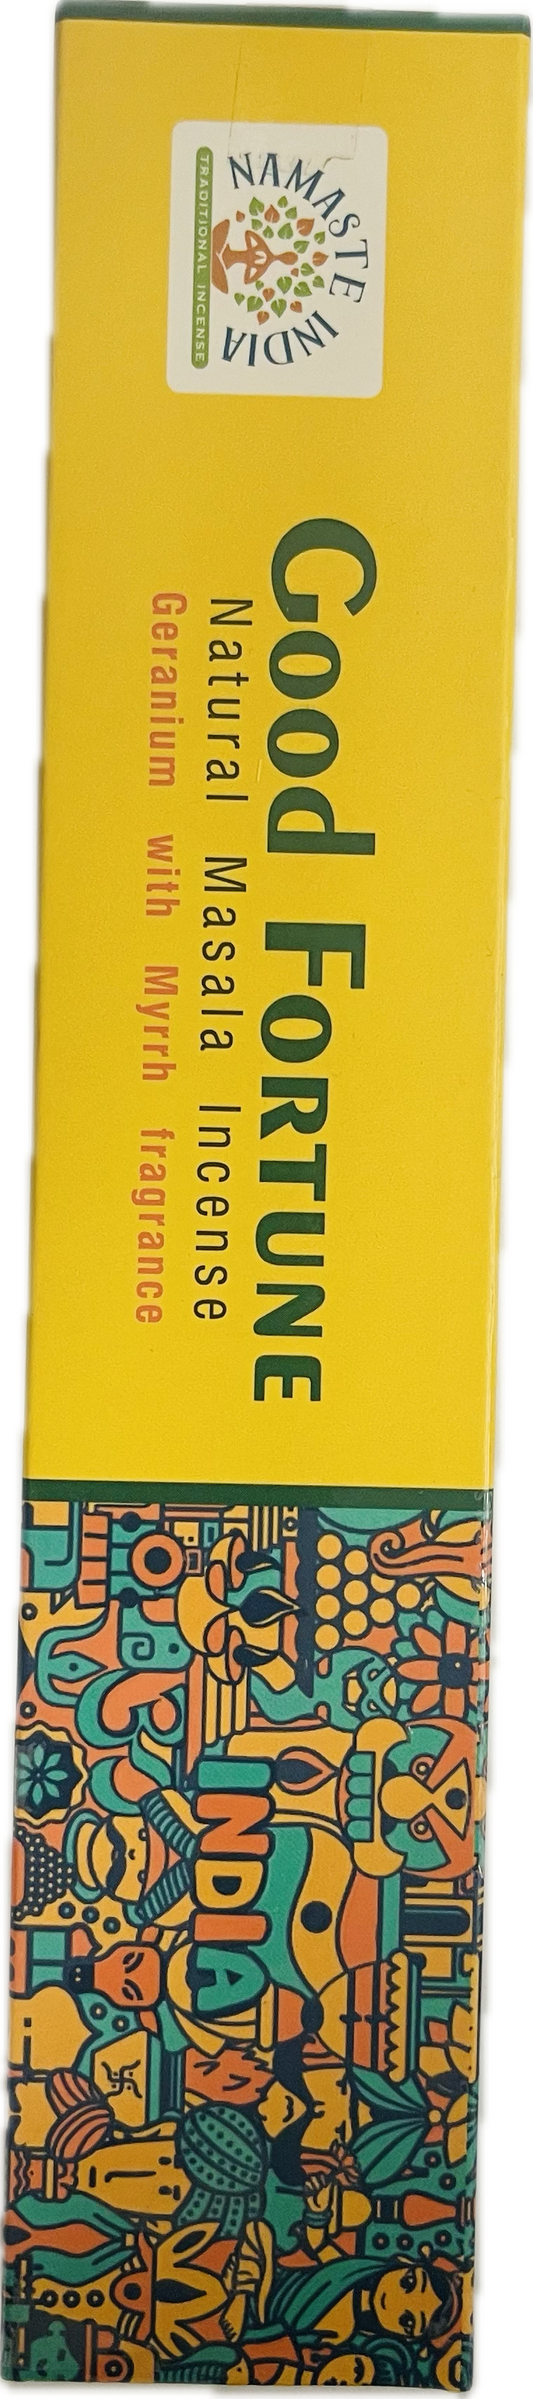 NAMASTE INDIA
TRADITIONAL INCENSE
GOOD FORTUNE
Natural Masala Incense
Geranium with Myrrh fragrance
INDIA